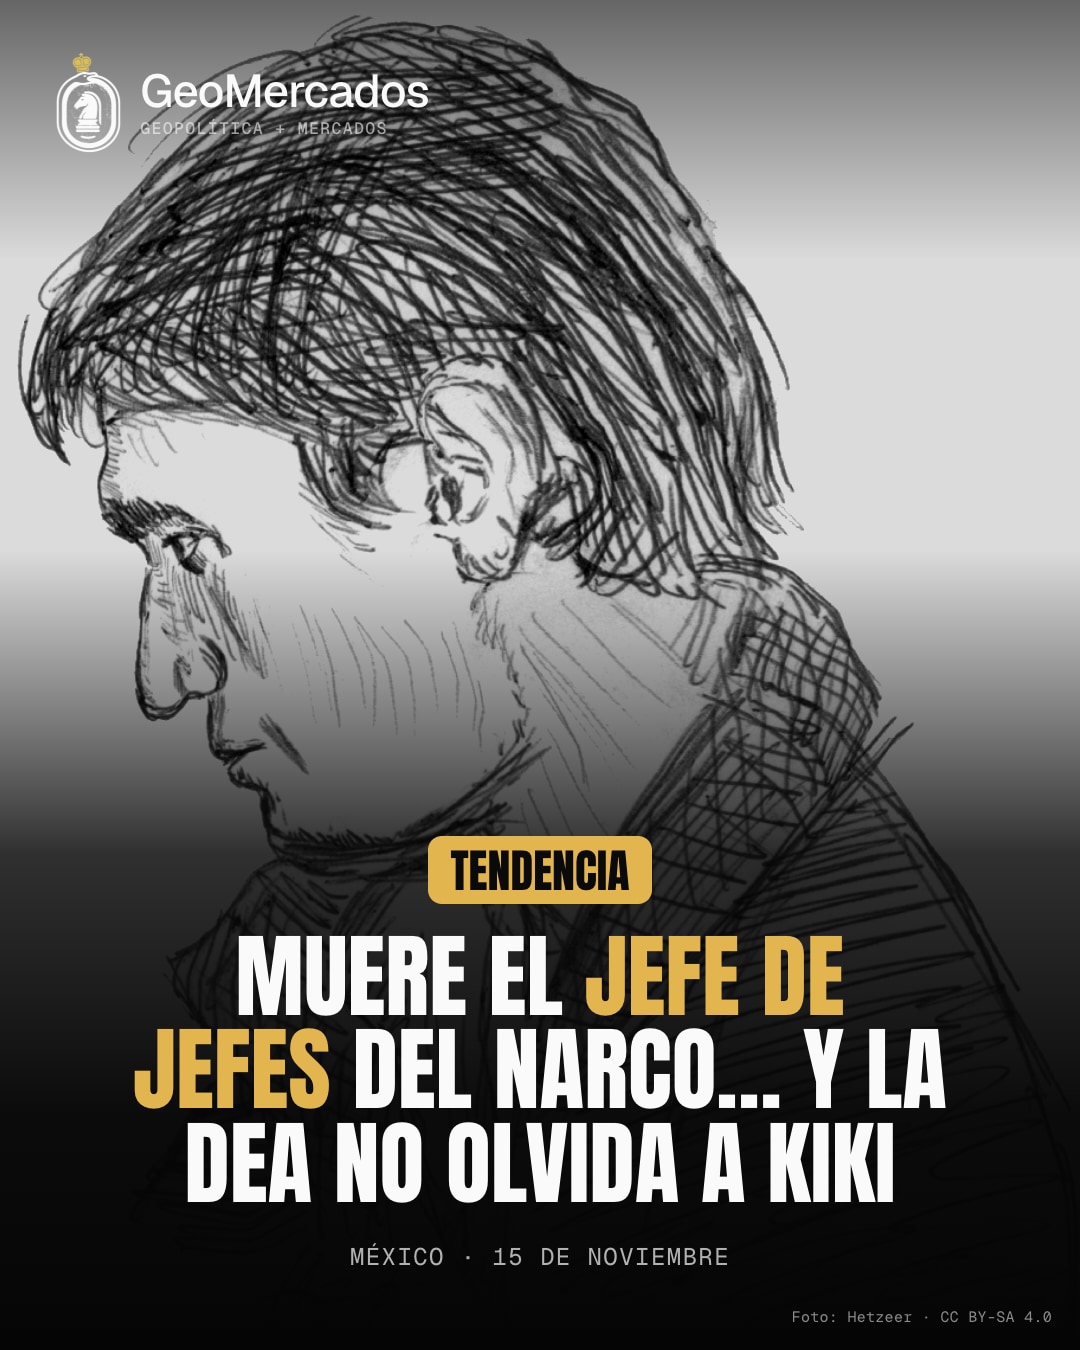 GeoMercados
GEOPOLÍTICA + MERCADOS
TENDENCIA
MUERE EL JEFE DE
JEFES DEL NARCO... Y LA
DEA NO OLVIDA A KIKI
MÉXICO · 15 DE NOVIEMBRE
Foto: Hetzeer · CC BY-SA 4.0